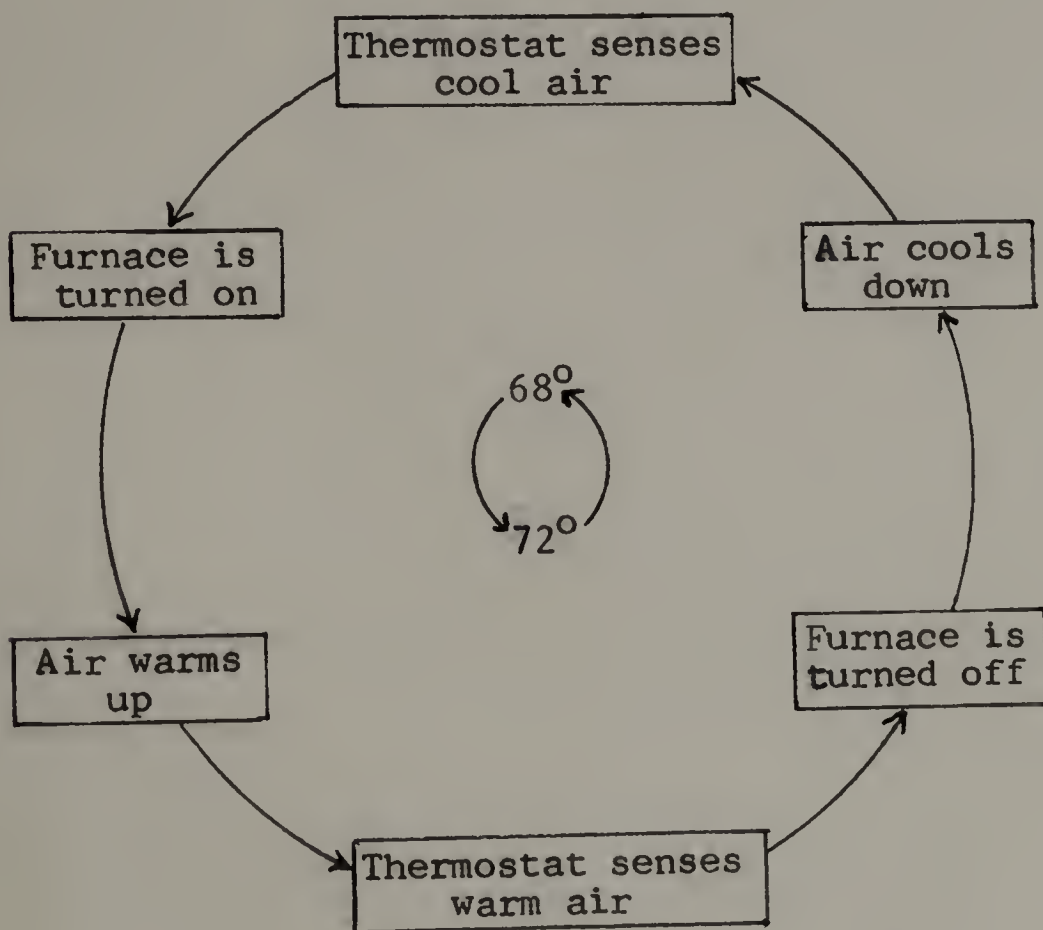 Thermostat senses
cool air
Furnace is
turned on
Air cools
down
68°
72°
Air warms
up
Furnace is
turned off
Thermostat senses
warm air